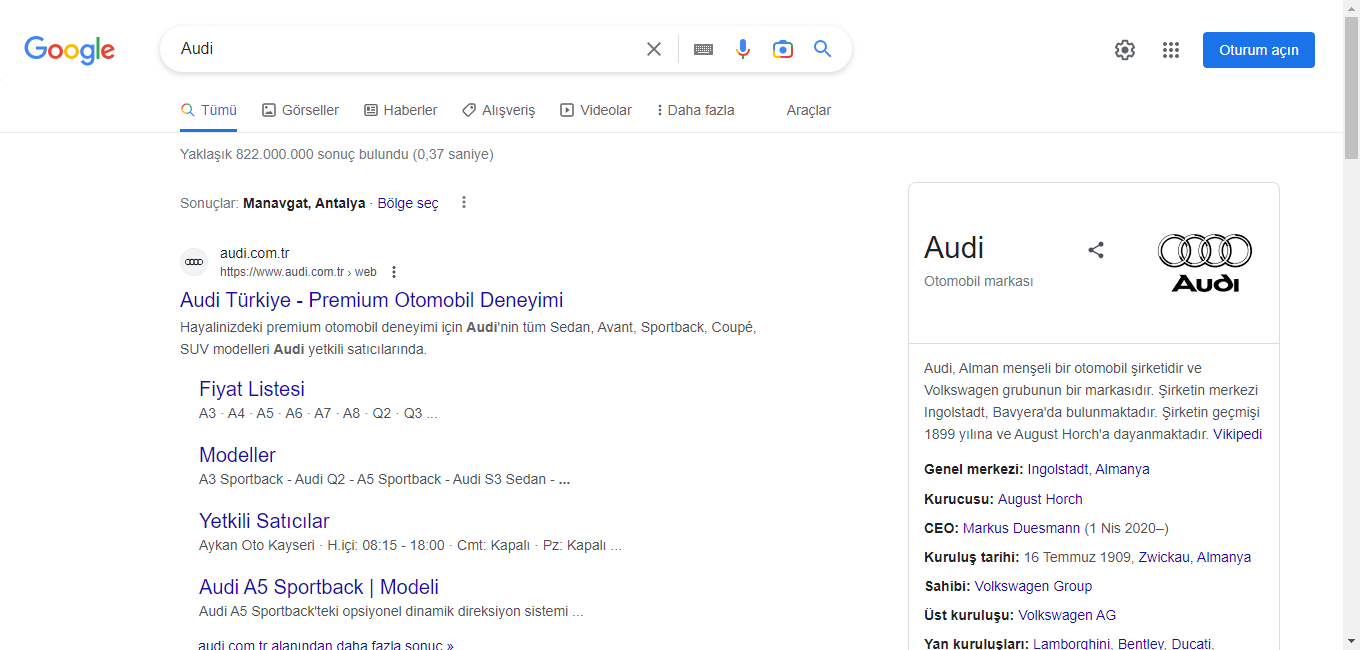 Google
Audi
Oturum açın
Tümü
Görseller
Haberler
Alışveriş
Videolar
Daha fazla
Araçlar
Yaklaşık 822.000.000 sonuç bulundu (0,37 saniye)
Sonuçlar: Manavgat, Antalya · Bölge seç
audi.com.tr
https://www.audi.com.tr › web
Audi Türkiye - Premium Otomobil Deneyimi
Hayalinizdeki premium otomobil deneyimi için Audi'nin tüm Sedan, Avant, Sportback, Coupé,
SUV modelleri Audi yetkili satıcılarında.
Fiyat Listesi
A3 · A4 · A5 · A6 · A7 · A8 · Q2 · Q3 ...
Modeller
A3 Sportback - Audi Q2 - A5 Sportback - Audi S3 Sedan - ...
Yetkili Satıcılar
Aykan Oto Kayseri · H.içi: 08:15 - 18:00 · Cmt: Kapalı · Pz: Kapalı ...
Audi A5 Sportback | Modeli
Audi A5 Sportback'teki opsiyonel dinamik direksiyon sistemi ...
audi.com.tr alanından daha fazla sonuç »
Audi
Otomobil markası
Audi
Audi, Alman menşeli bir otomobil şirketidir ve
Volkswagen grubunun bir markasıdır. Şirketin merkezi
Ingolstadt, Bavyera'da bulunmaktadır. Şirketin geçmişi
1899 yılına ve August Horch'a dayanmaktadır. Vikipedi
Genel merkezi: Ingolstadt, Almanya
Kurucusu: August Horch
CEO: Markus Duesmann (1 Nis 2020–)
Kuruluş tarihi: 16 Temmuz 1909, Zwickau, Almanya
Sahibi: Volkswagen Group
Üst kuruluşu: Volkswagen AG
Yan kuruluşları: Lamborghini, Bentley, Ducati,